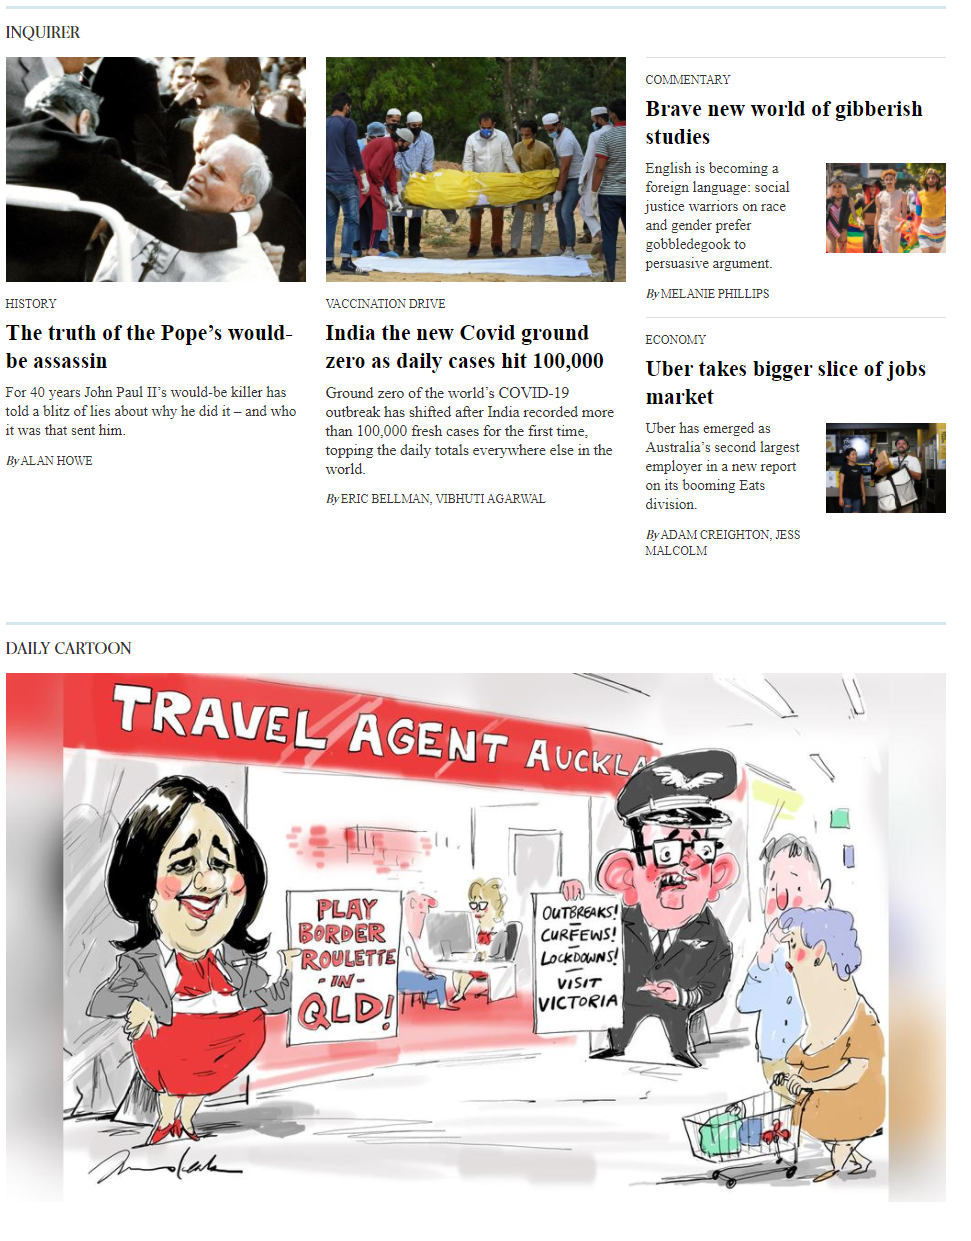 INQUIRER
HISTORY
The truth of the Pope's would-
be assassin
For 40 years John Paul II's would-be killer has
told a blitz of lies about why he did it – and who
it was that sent him.
By ALAN HOWE
VACCINATION DRIVE
India the new Covid ground
zero as daily cases hit 100,000
Ground zero of the world's COVID-19
outbreak has shifted after India recorded more
than 100,000 fresh cases for the first time,
topping the daily totals everywhere else in the
world.
By ERIC BELLMAN, VIBHUTI AGARWAL
COMMENTARY
Brave new world of gibberish
studies
English is becoming a
foreign language: social
justice warriors on race
and gender prefer
gobbledegook to
persuasive argument.
By MELANIE PHILLIPS
ECONOMY
Uber takes bigger slice of jobs
market
Uber has emerged as
Australia's second largest
employer in a new report
on its booming Eats
division.
By ADAM CREIGHTON, JESS
MALCOLM
DAILY CARTOON
TRAVEL AGENT AUCKLA
PLAY
BORDER
ROULETTE
- IN -
QLD!
OUTBREAKS!
CURFEWS!
LOCKDOWNS!
VISIT
VICTORIA